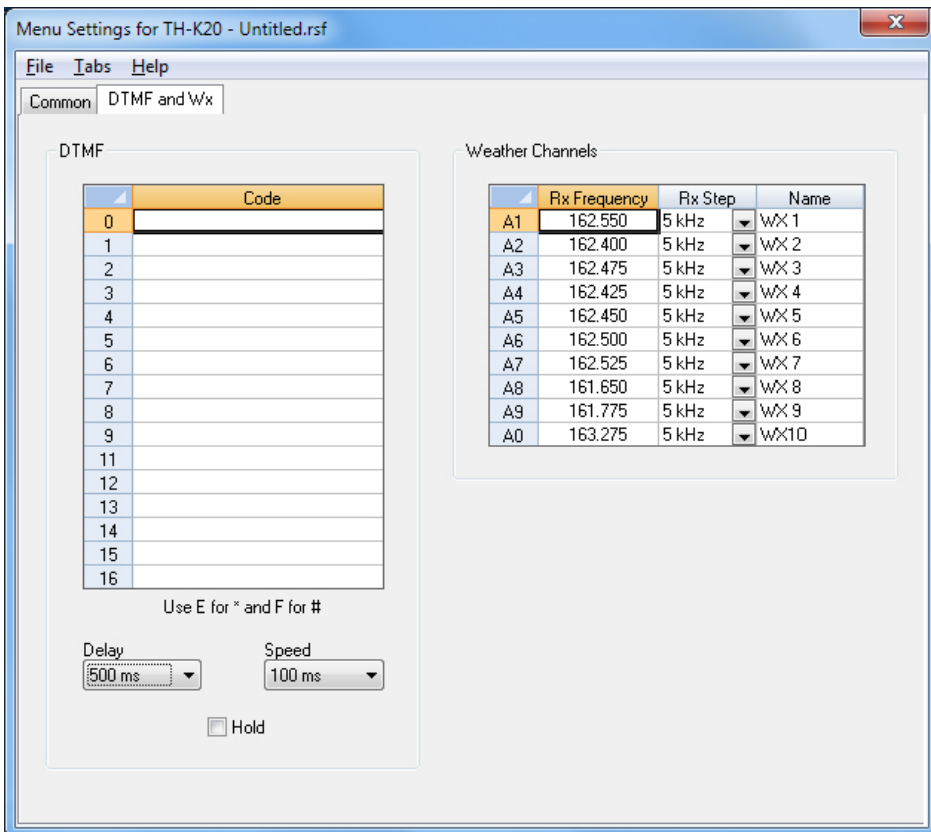 Menu Settings for TH-K20 - Untitled.rsf
x
File Tabs Help
Common DTMF and Wx
DTMF
Code
0
1
2
3
4
5
6
7
8
9
11
12
13
14
15
16
Use E for * and F for #
Delay Speed
500 ms 100 ms
Hold
Weather Channels
Rx Frequency Rx Step Name
A1 162.550 5 kHz WX 1
A2 162.400 5 kHz WX 2
A3 162.475 5 kHz WX 3
A4 162.425 5 kHz WX 4
A5 162.450 5 kHz WX 5
A6 162.500 5 kHz WX 6
A7 162.525 5 kHz WX 7
A8 161.650 5 kHz WX 8
A9 161.775 5 kHz WX 9
A0 163.275 5 kHz WX10